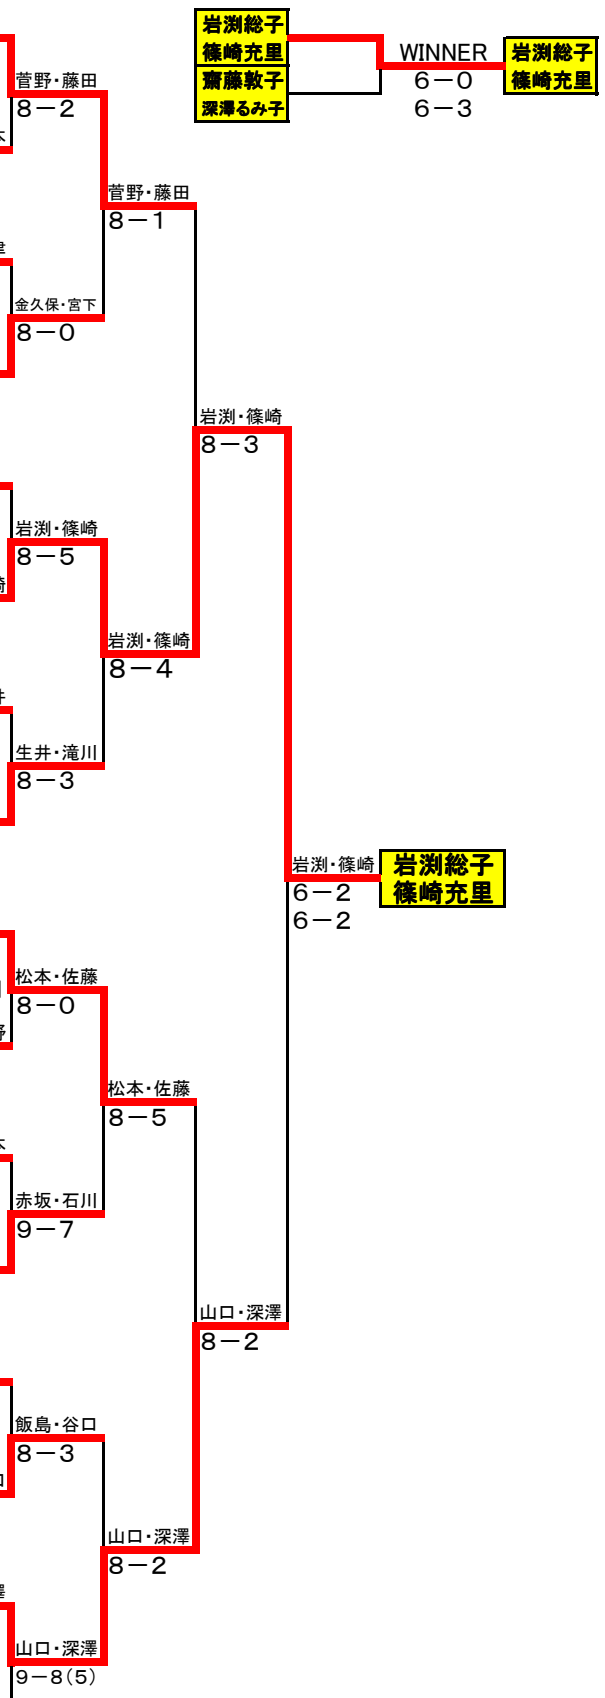 岩渕総子
篠崎充里
齋藤敦子
深澤るみ子
WINNER
6-0
6-3
岩渕総子
篠崎充里
菅野・藤田
8-2
菅野・藤田
8-1
金久保・宮下
8-0
岩渕・篠崎
8-3
岩渕・篠崎
8-5
岩渕・篠崎
8-4
生井・滝川
8-3
岩渕・篠崎
6-2
6-2
岩渕総子
篠崎充里
松本・佐藤
8-0
松本・佐藤
8-5
赤坂・石川
9-7
山口・深澤
8-2
飯島・谷口
8-3
山口・深澤
8-2
山口・深澤
9-8(5)